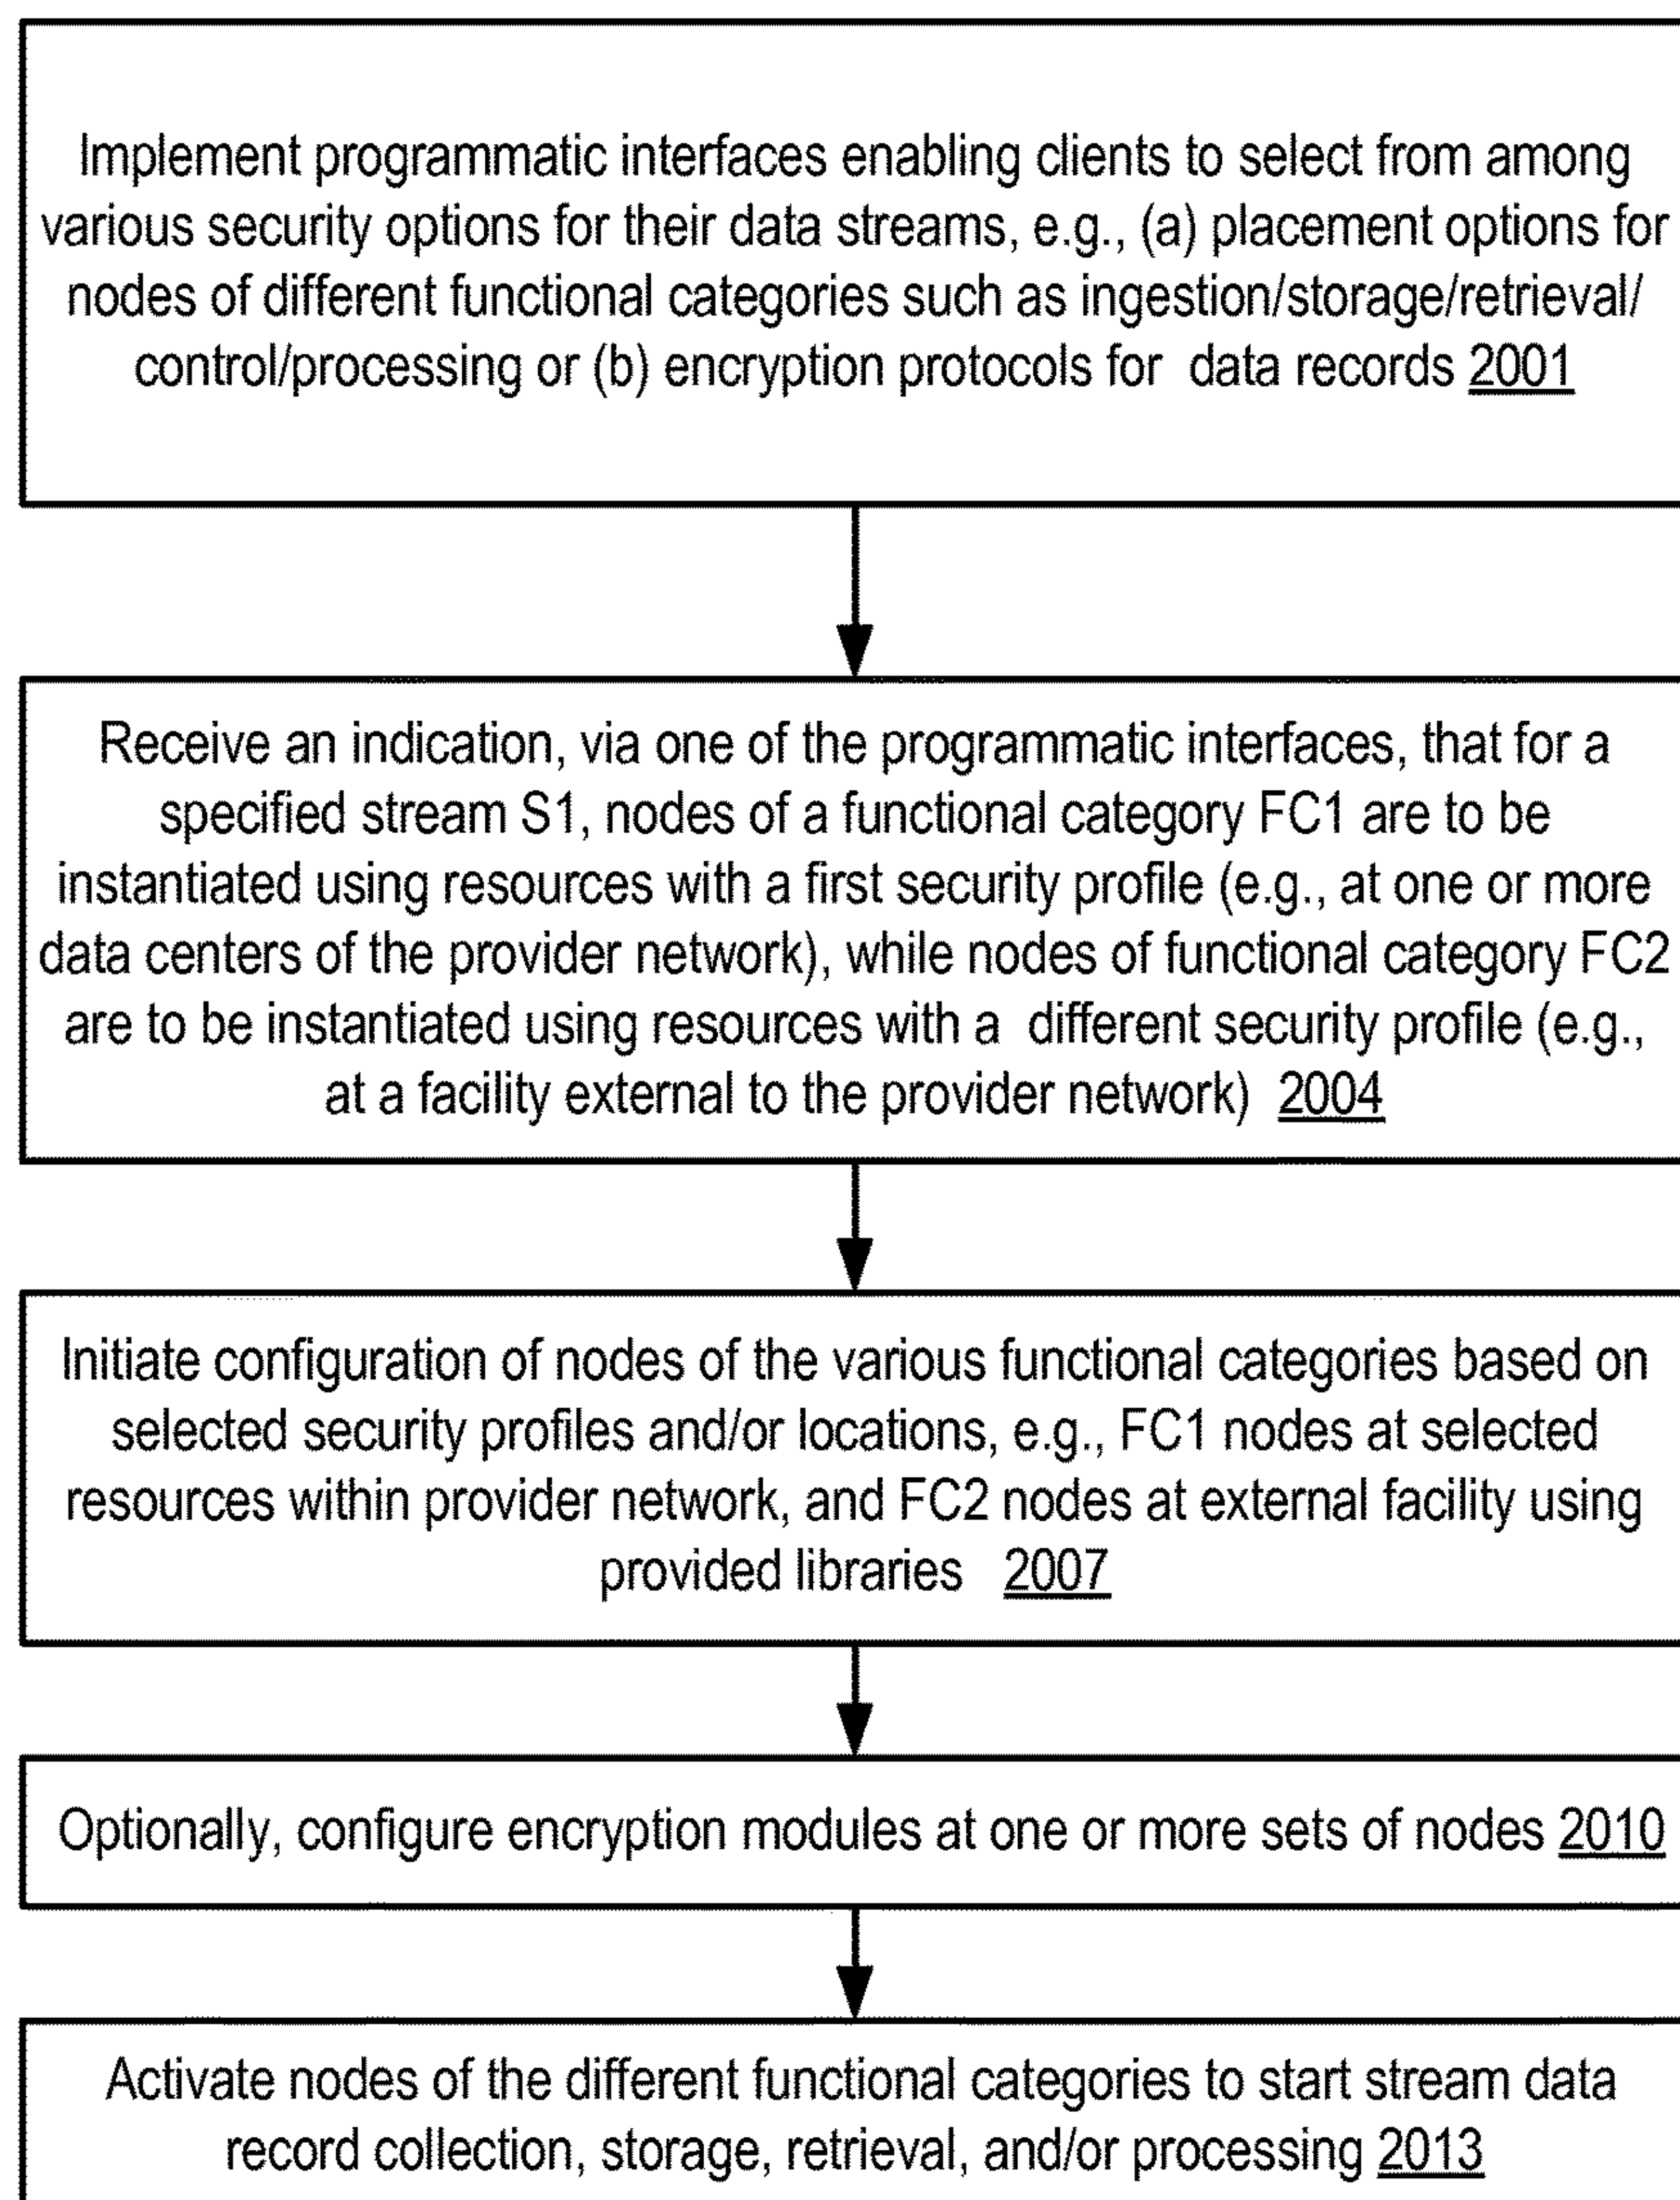 Implement programmatic interfaces enabling clients to select from among
various security options for their data streams, e.g., (a) placement options for
nodes of different functional categories such as ingestion/storage/retrieval/
control/processing or (b) encryption protocols for data records 2001
Receive an indication, via one of the programmatic interfaces, that for a
specified stream S1, nodes of a functional category FC1 are to be
instantiated using resources with a first security profile (e.g., at one or more
data centers of the provider network), while nodes of functional category FC2
are to be instantiated using resources with a different security profile (e.g.,
at a facility external to the provider network) 2004
Initiate configuration of nodes of the various functional categories based on
selected security profiles and/or locations, e.g., FC1 nodes at selected
resources within provider network, and FC2 nodes at external facility using
provided libraries 2007
Optionally, configure encryption modules at one or more sets of nodes 2010
Activate nodes of the different functional categories to start stream data
record collection, storage, retrieval, and/or processing 2013